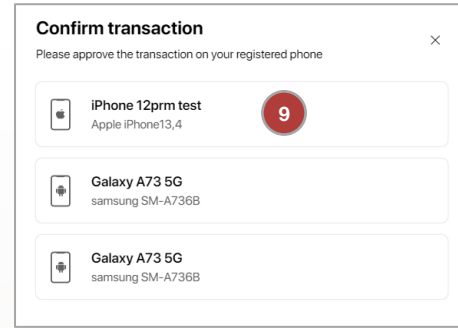 Confirm transaction
Please approve the transaction on your registered phone
iPhone 12prm test
Apple iPhone13,4
9
Galaxy A73 5G
samsung SM-A736B
Galaxy A73 5G
samsung SM-A736B